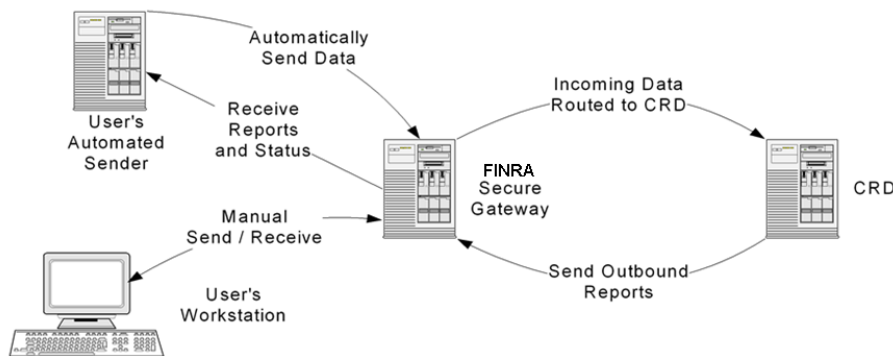 Automatically
Send Data
User's
Automated
Sender
Receive
Reports
and Status
Incoming Data
Routed to CRD
FINRA
Secure
Gateway
CRD
Manual
Send / Receive
Send Outbound
Reports
User's
Workstation